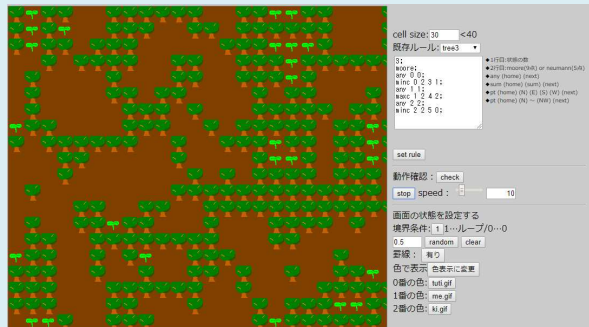 cell size: 30 <40
既存ルール: tree3
3;
moore;
any 0 0;
minc 0 2 3 1;
any 1 1;
maxc 1 2 4 2;
any 2 2;
minc 2 2 5 0;
◆1行目:状態の数
◆2行目:moore(9れ) or neumann(5れ)
◆any (home) (next)
◆sum (home) (sum) (next)
◆pt (home) (N) (E) (S) (W) (next)
◆pt (home) (N) ～ (NW) (next)
set rule
動作確認： check
stop speed： 10
画面の状態を設定する
境界条件: 1 1…ループ/0…0
0.5 random clear
罫線： 有り
色で表示 色表示に変更
0番の色: tuti.gif
1番の色: me.gif
2番の色: ki.gif